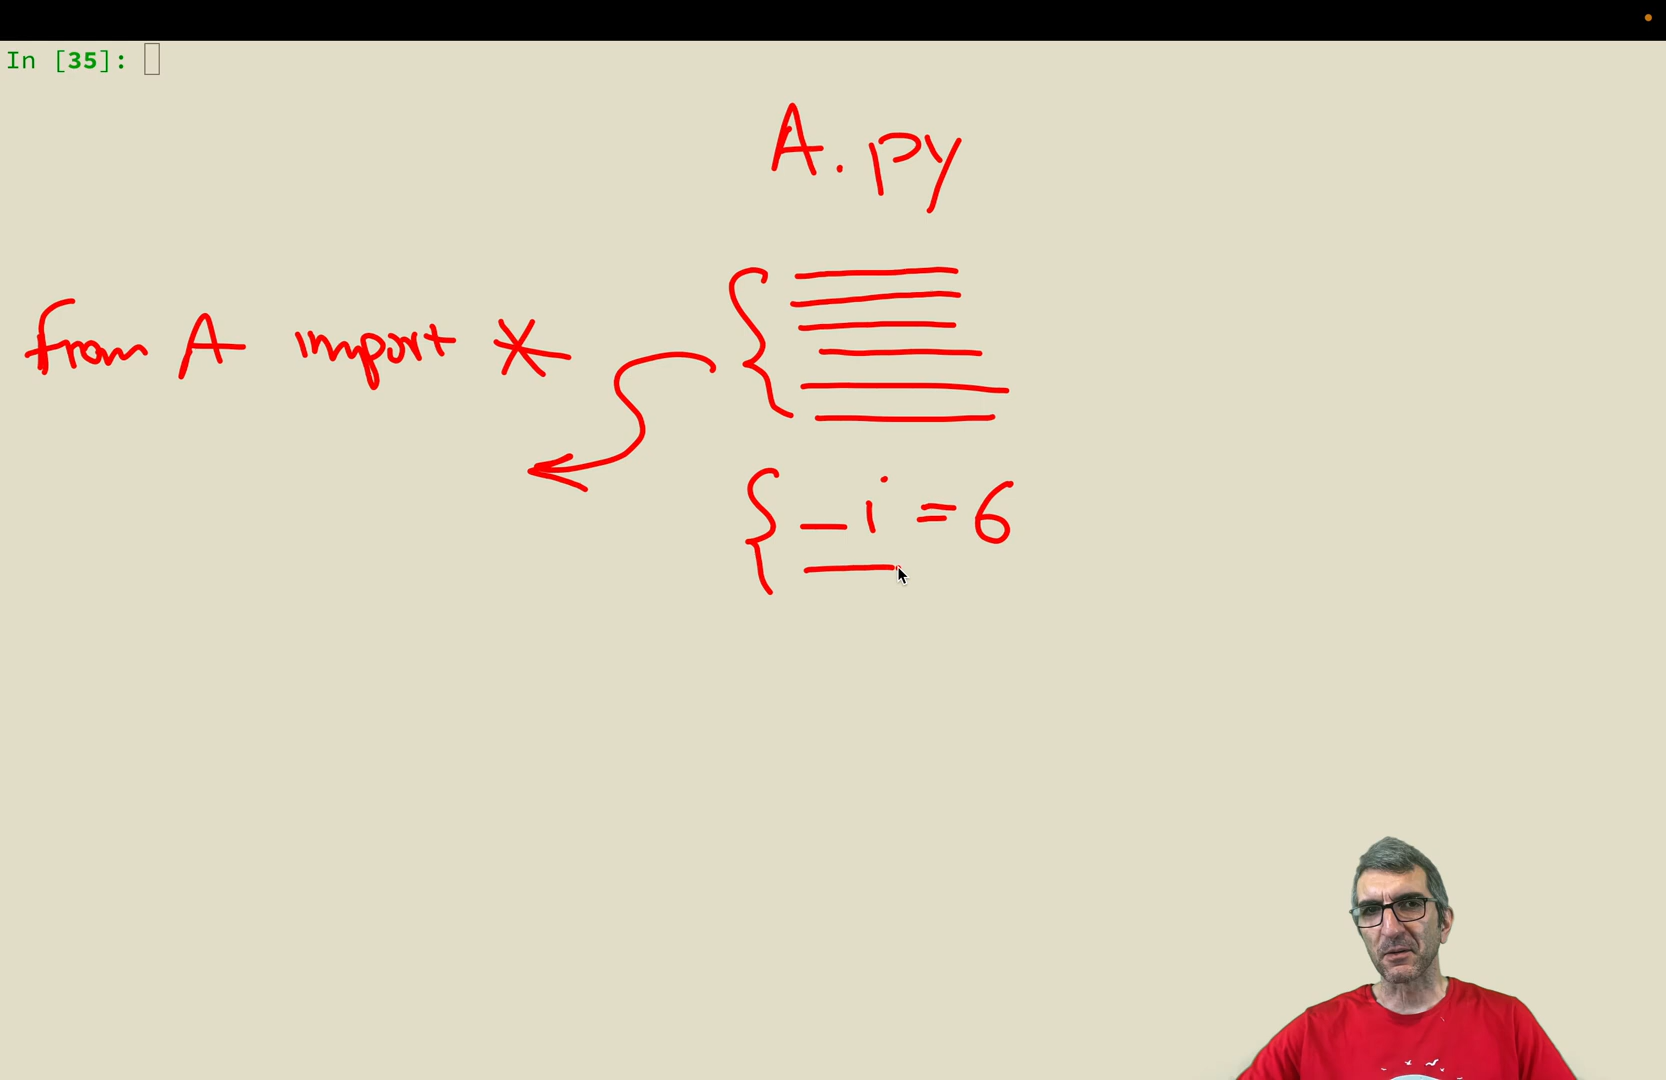 In [35]:
A.py
from A import *
_i = 6